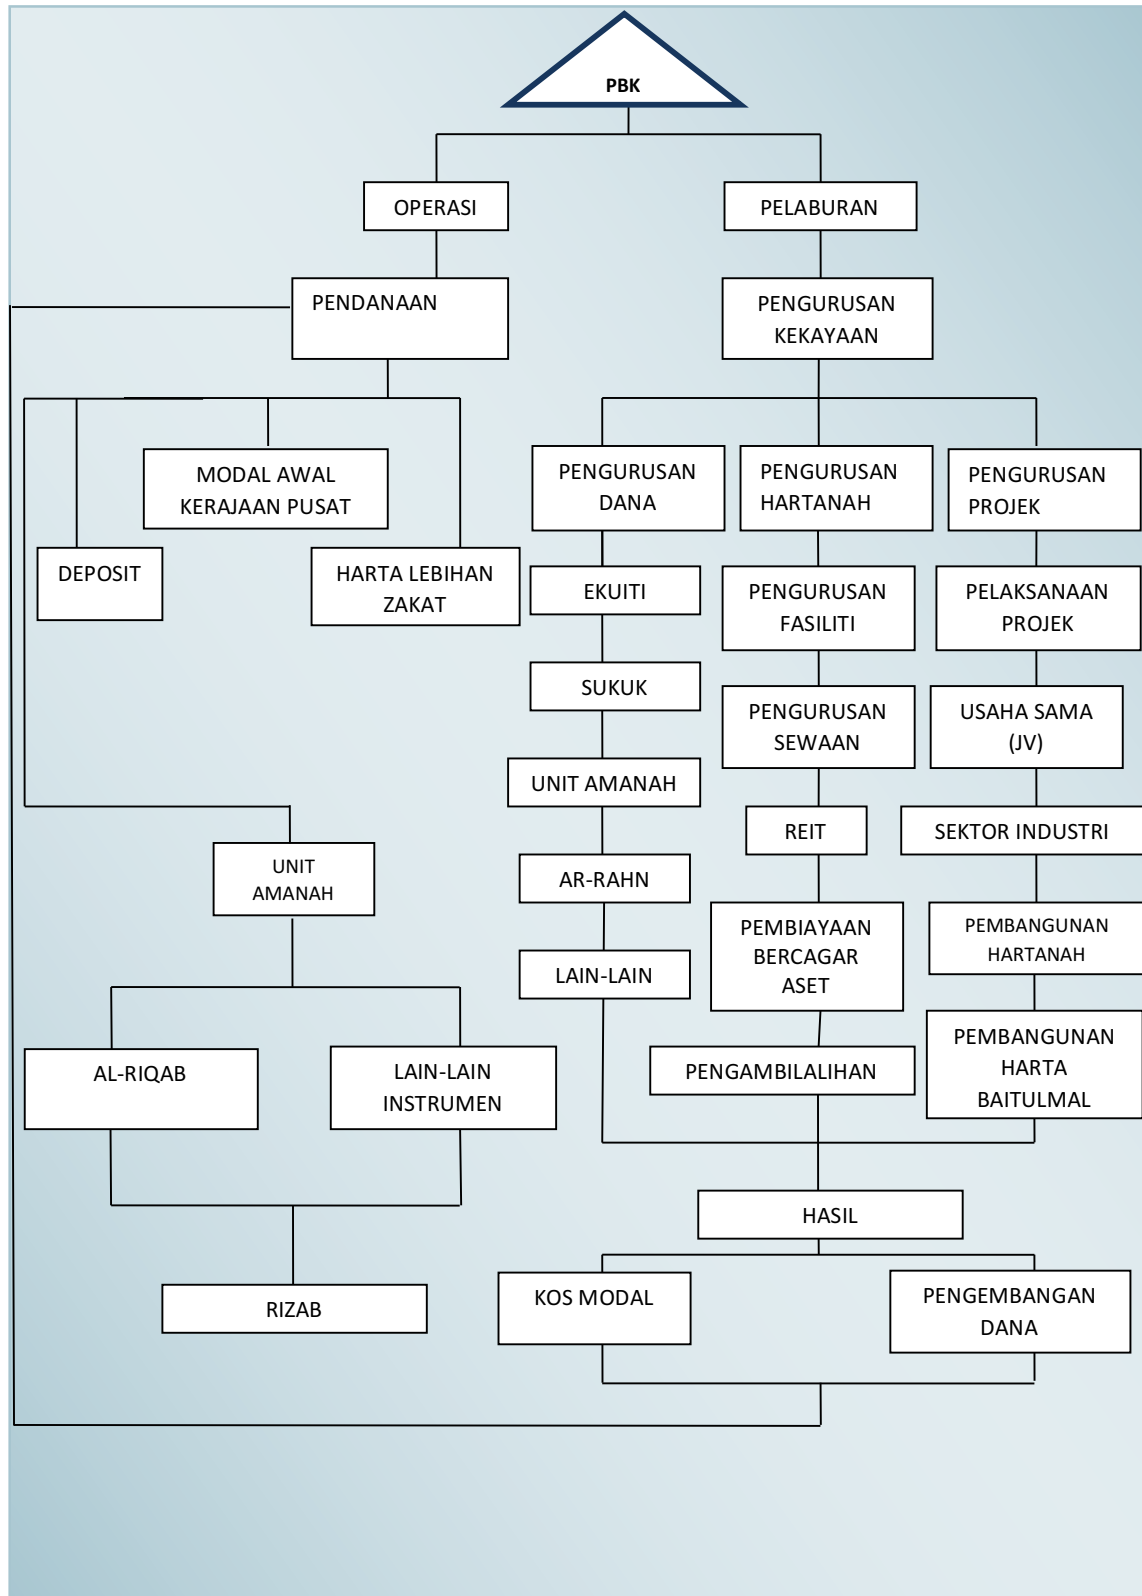 PBK
OPERASI
PELABURAN
PENDANAAN
PENGURUSAN
KEKAYAAN
MODAL AWAL
KERAJAAN PUSAT
PENGURUSAN
DANA
PENGURUSAN
HARTANAH
PENGURUSAN
PROJEK
DEPOSIT
HARTA LEBIHAN
ZAKAT
EKUITI
PENGURUSAN
FASILITI
PELAKSANAAN
PROJEK
SUKUK
PENGURUSAN
SEWAAN
USAHA SAMA
(JV)
UNIT AMANAH
REIT
SEKTOR INDUSTRI
UNIT
AMANAH
AR-RAHN
PEMBIAYAAN
BERCAGAR
ASET
PEMBANGUNAN
HARTANAH
LAIN-LAIN
AL-RIQAB
LAIN-LAIN
INSTRUMEN
PENGAMBILALIHAN
PEMBANGUNAN
HARTA
BAITULMAL
HASIL
RIZAB
KOS MODAL
PENGEMBANGAN
DANA